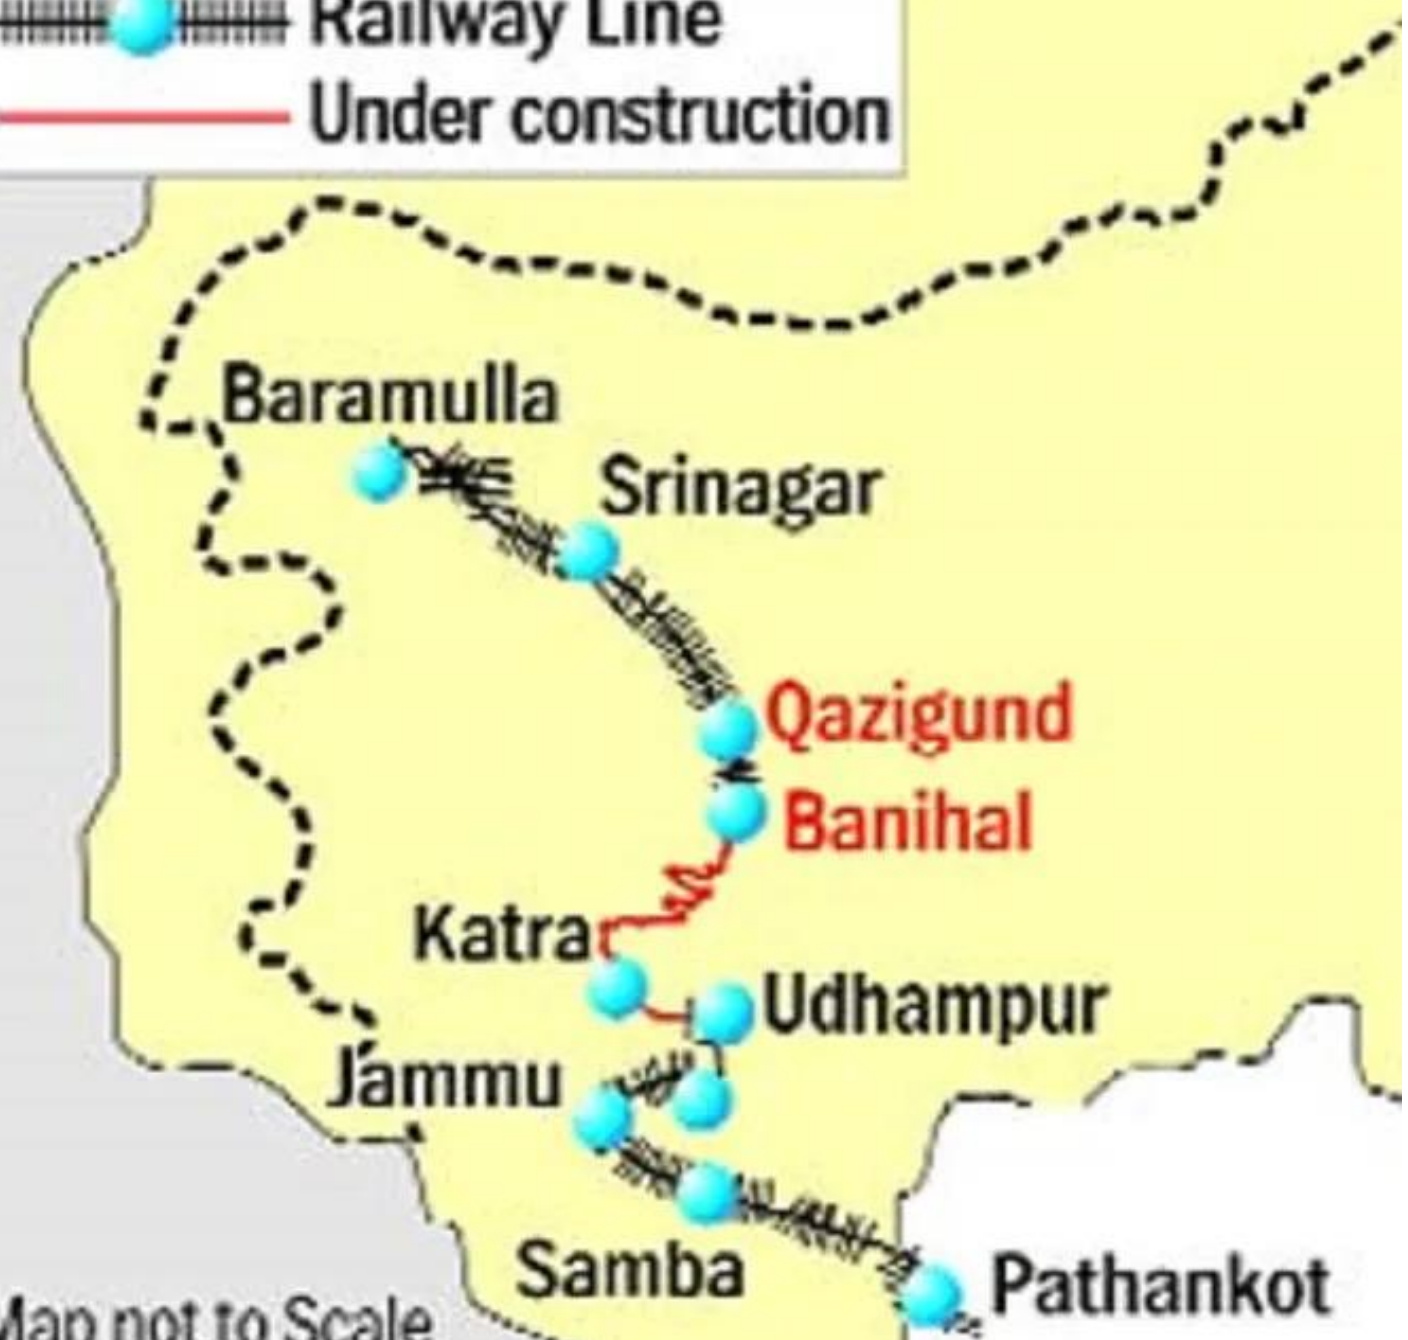 Railway Line
Under construction
Baramulla
Srinagar
Qazigund
Banihal
Katra
Udhampur
Jammu
Samba
Pathankot
Map not to Scale